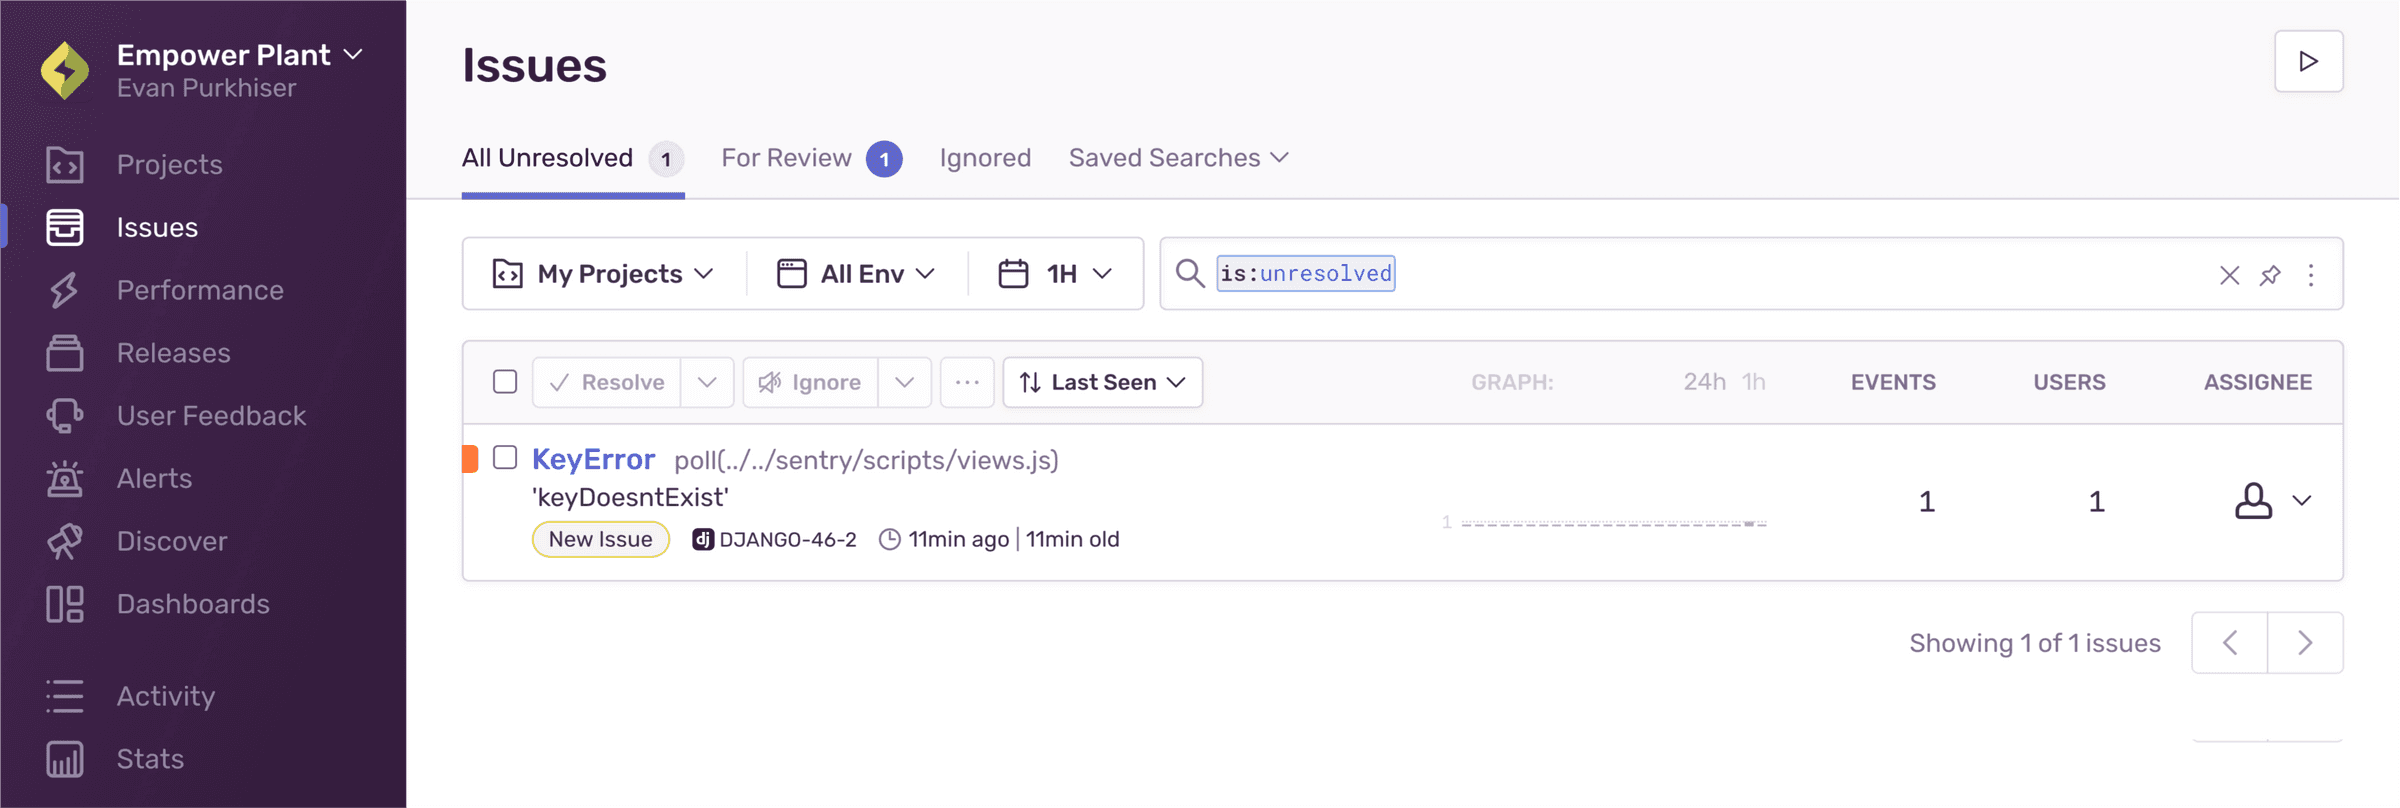 Empower Plant
Evan Purkhiser
Projects
Issues
Performance
Releases
User Feedback
Alerts
Discover
Dashboards
Activity
Stats
Issues
All Unresolved 1 For Review 1 Ignored Saved Searches
My Projects All Env 1H is:unresolved
Resolve Ignore ... Last Seen GRAPH: 24h 1h EVENTS USERS ASSIGNEE
KeyError poll(../../sentry/scripts/views.js)
'keyDoesntExist'
1 1 1
New Issue dj DJANGO-46-2 11min ago | 11min old
Showing 1 of 1 issues